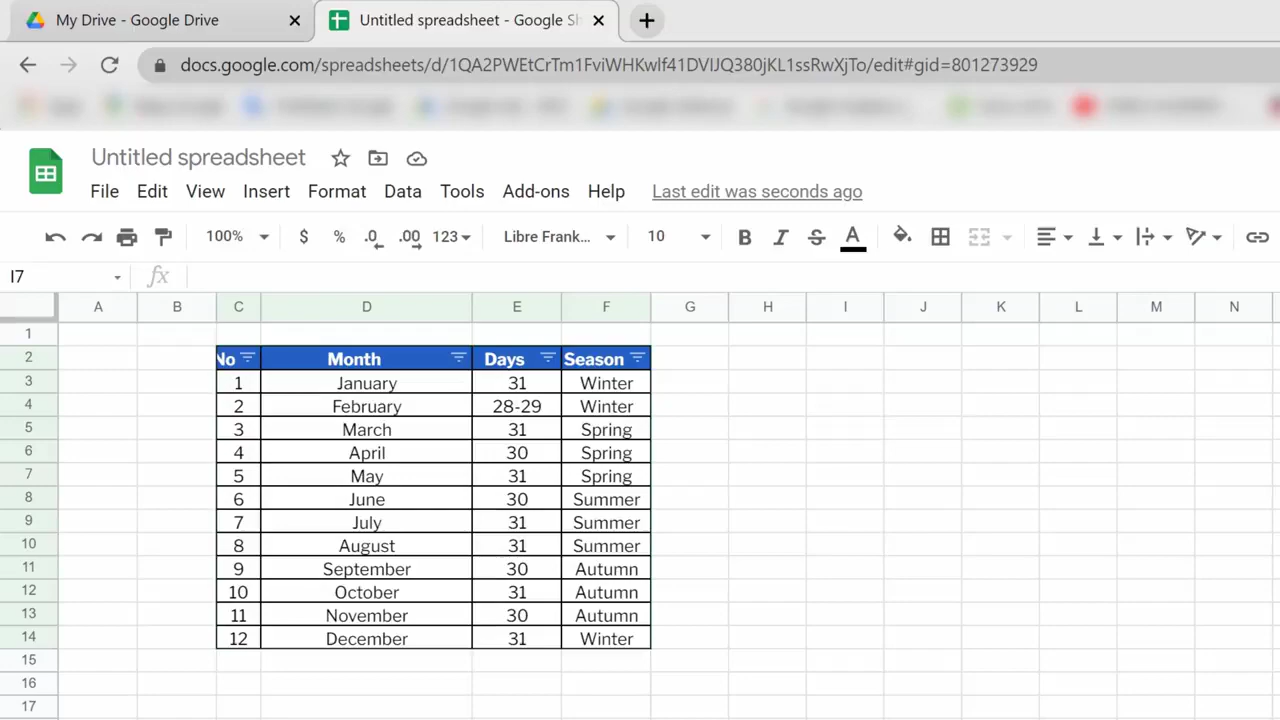 My Drive - Google Drive
Untitled spreadsheet - Google Sh
docs.google.com/spreadsheets/d/1QA2PWEtCrTm1FviWHKwlf41DVIJQ380jKL1ssRwXjTo/edit#gid=801273929
Untitled spreadsheet
File Edit View Insert Format Data Tools Add-ons Help Last edit was seconds ago
100% $ % .0 .00 123 Libre Frank... 10 B I S A
I7 fx
A B C D E F G H I J K L M N
1
2 No Month Days Season
3 1 January 31 Winter
4 2 February 28-29 Winter
5 3 March 31 Spring
6 4 April 30 Spring
7 5 May 31 Spring
8 6 June 30 Summer
9 7 July 31 Summer
10 8 August 31 Summer
11 9 September 30 Autumn
12 10 October 31 Autumn
13 11 November 30 Autumn
14 12 December 31 Winter
15
16
17